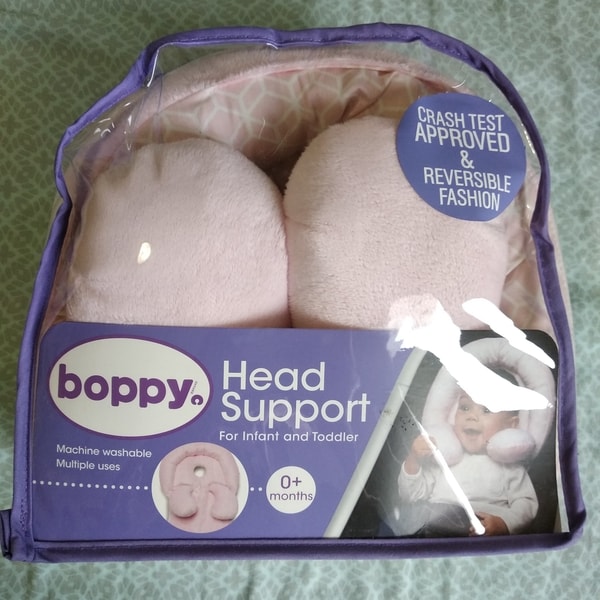 CRASH TEST
APPROVED
&
REVERSIBLE
FASHION
boppy
Head
Support
For Infant and Toddler
Machine washable
Multiple uses
0+
months